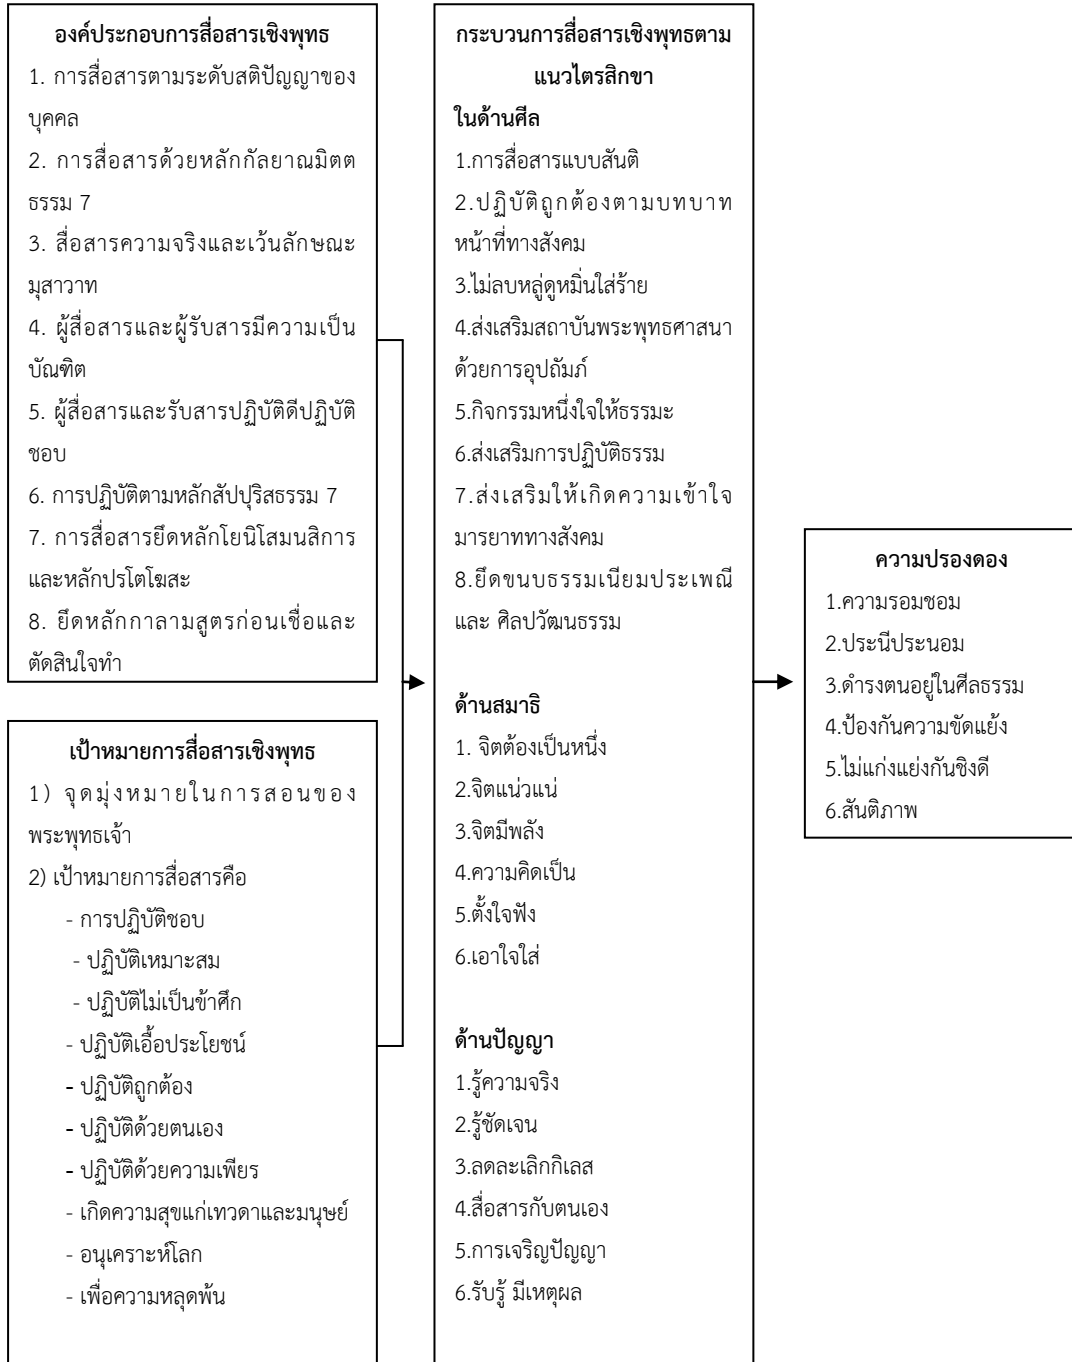 องค์ประกอบการสื่อสารเชิงพุทธ
1. การสื่อสารตามระดับสติปัญญาของ
บุคคล
2. การสื่อสารด้วยหลักกัลยาณมิตต
ธรรม 7
3. สื่อสารความจริงและเว้นลักษณะ
มุสาวาท
4. ผู้สื่อสารและผู้รับสารมีความเป็น
บัณฑิต
5. ผู้สื่อสารและรับสารปฏิบัติดีปฏิบัติ
ชอบ
6. การปฏิบัติตามหลักสัปปุริสธรรม 7
7. การสื่อสารยึดหลักโยนิโสมนสิการ
และหลักปรโตโฆสะ
8. ยึดหลักกาลามสูตรก่อนเชื่อและ
ตัดสินใจทำ
เป้าหมายการสื่อสารเชิงพุทธ
1) จุดมุ่งหมายในการสอนของ
พระพุทธเจ้า
2) เป้าหมายการสื่อสารคือ
- การปฏิบัติชอบ
- ปฏิบัติเหมาะสม
- ปฏิบัติไม่เป็นข้าศึก
- ปฏิบัติเอื้อประโยชน์
- ปฏิบัติถูกต้อง
- ปฏิบัติด้วยตนเอง
- ปฏิบัติด้วยความเพียร
- เกิดความสุขแก่เทวดาและมนุษย์
- อนุเคราะห์โลก
- เพื่อความหลุดพ้น
กระบวนการสื่อสารเชิงพุทธตาม
แนวไตรสิกขา
ในด้านศีล
1.การสื่อสารแบบสันติ
2.ปฏิบัติถูกต้องตามบทบาท
หน้าที่ทางสังคม
3.ไม่ลบหลู่ดูหมิ่นใส่ร้าย
4.ส่งเสริมสถาบันพระพุทธศาสนา
ด้วยการอุปถัมภ์
5.กิจกรรมหนึ่งใจให้ธรรมะ
6.ส่งเสริมการปฏิบัติธรรม
7.ส่งเสริมให้เกิดความเข้าใจ
มารยาททางสังคม
8.ยึดขนบธรรมเนียมประเพณี
และ ศิลปวัฒนธรรม
ด้านสมาธิ
1. จิตต้องเป็นหนึ่ง
2.จิตแน่วแน่
3.จิตมีพลัง
4.ความคิดเป็น
5.ตั้งใจฟัง
6.เอาใจใส่
ด้านปัญญา
1.รู้ความจริง
2.รู้ชัดเจน
3.ลดละเลิกกิเลส
4.สื่อสารกับตนเอง
5.การเจริญปัญญา
6.รับรู้ มีเหตุผล
ความปรองดอง
1.ความรอมชอม
2.ประนีประนอม
3.ดำรงตนอยู่ในศีลธรรม
4.ป้องกันความขัดแย้ง
5.ไม่แก่งแย่งกันชิงดี
6.สันติภาพ